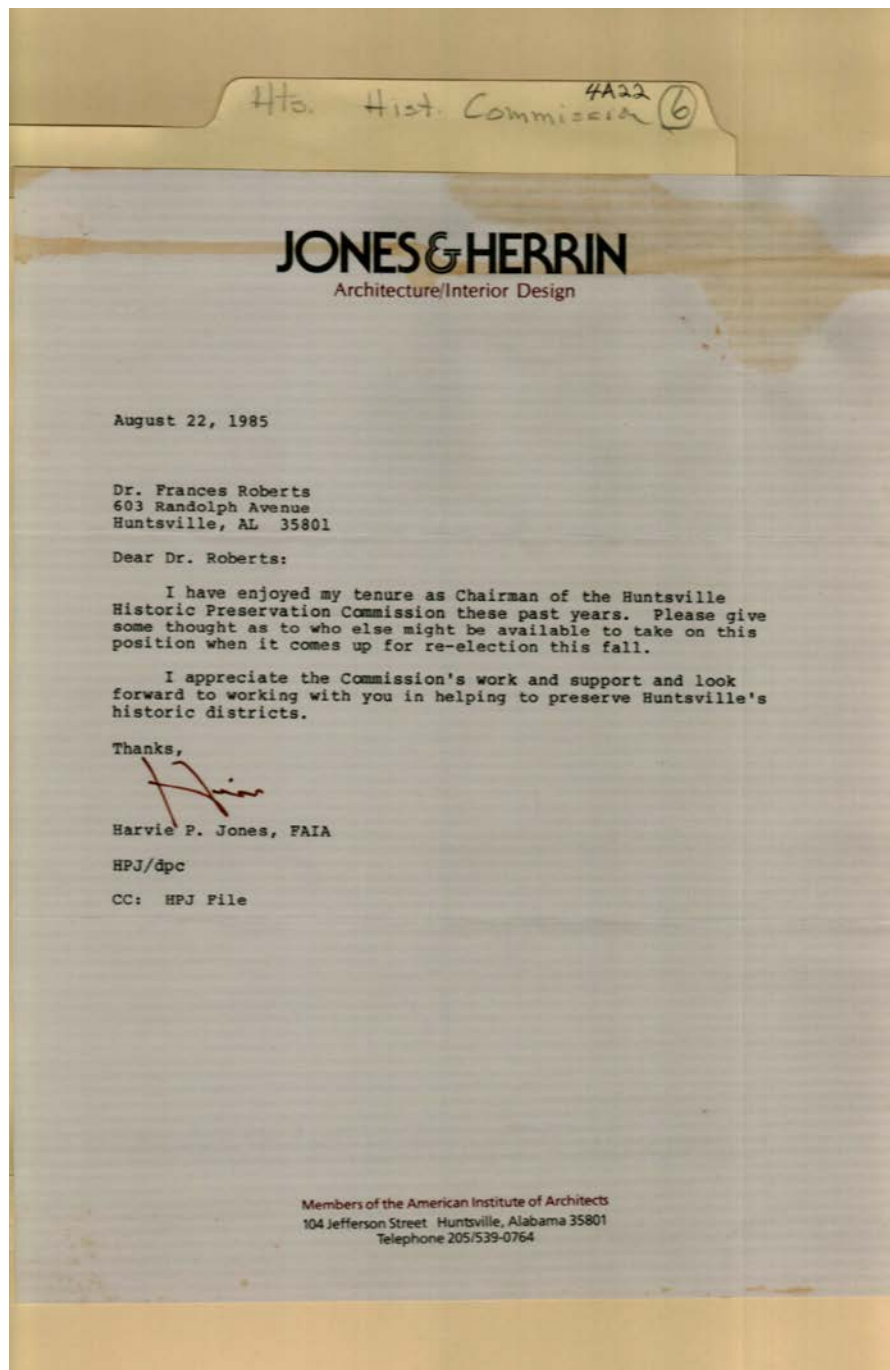 4A22
Hts. Hist. Commission 6
JONES & HERRIN
Architecture/Interior Design
August 22, 1985
Dr. Frances Roberts
603 Randolph Avenue
Huntsville, AL 35801
Dear Dr. Roberts:
I have enjoyed my tenure as Chairman of the Huntsville
Historic Preservation Commission these past years. Please give
some thought as to who else might be available to take on this
position when it comes up for re-election this fall.
I appreciate the Commission's work and support and look
forward to working with you in helping to preserve Huntsville's
historic districts.
Thanks,
Harvie P. Jones, FAIA
HPJ/dpc
CC: HPJ File
Members of the American Institute of Architects
104 Jefferson Street Huntsville, Alabama 35801
Telephone 205/539-0764